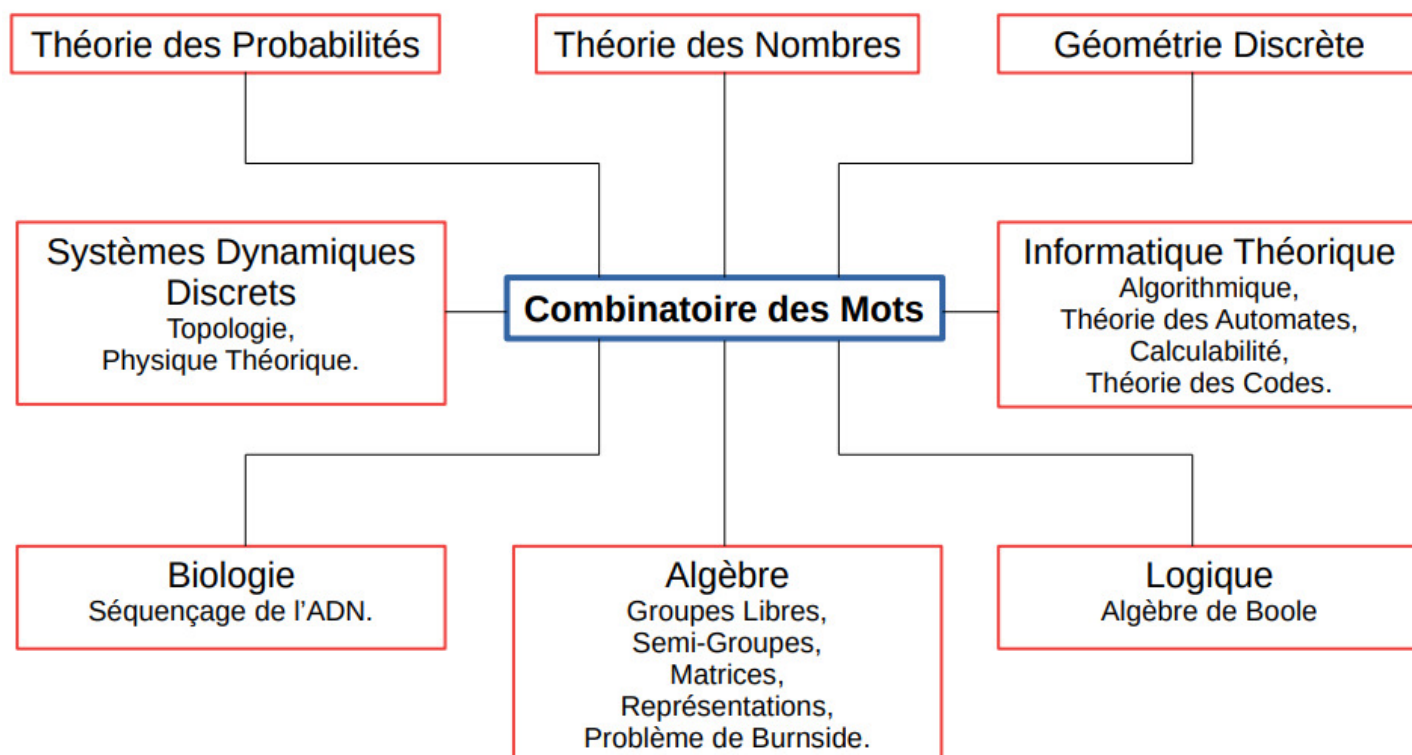 Théorie des Probabilités
Théorie des Nombres
Géométrie Discrète
Systèmes Dynamiques
Discrets
Topologie,
Physique Théorique.
Combinatoire des Mots
Informatique Théorique
Algorithmique,
Théorie des Automates,
Calculabilité,
Théorie des Codes.
Biologie
Séquençage de l'ADN.
Algèbre
Groupes Libres,
Semi-Groupes,
Matrices,
Représentations,
Problème de Burnside.
Logique
Algèbre de Boole